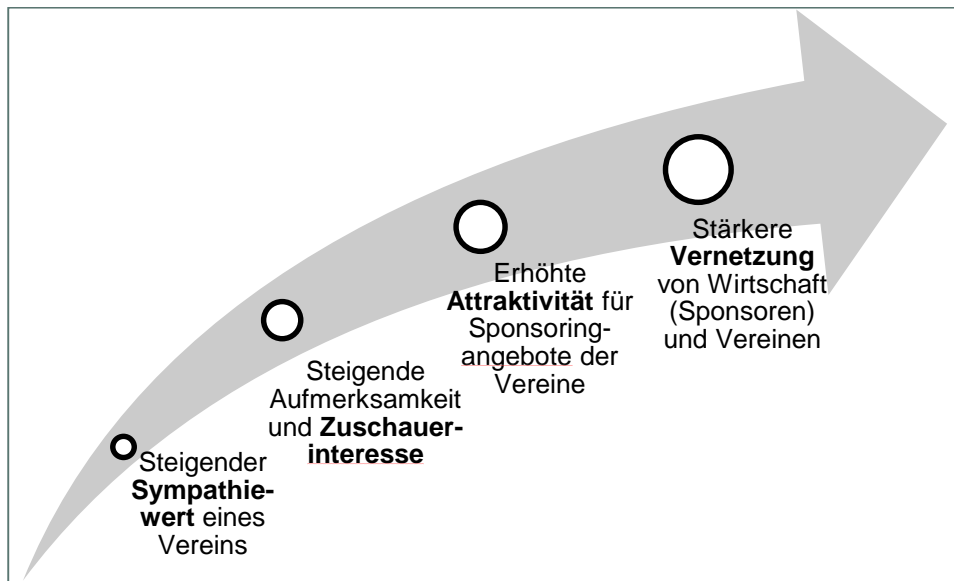 Steigender
Sympathie-
wert eines
Vereins
Steigende
Aufmerksamkeit
und Zuschauer-
interesse
Erhöhte
Attraktivität für
Sponsoring-
angebote der
Vereine
Stärkere
Vernetzung
von Wirtschaft
(Sponsoren)
und Vereinen